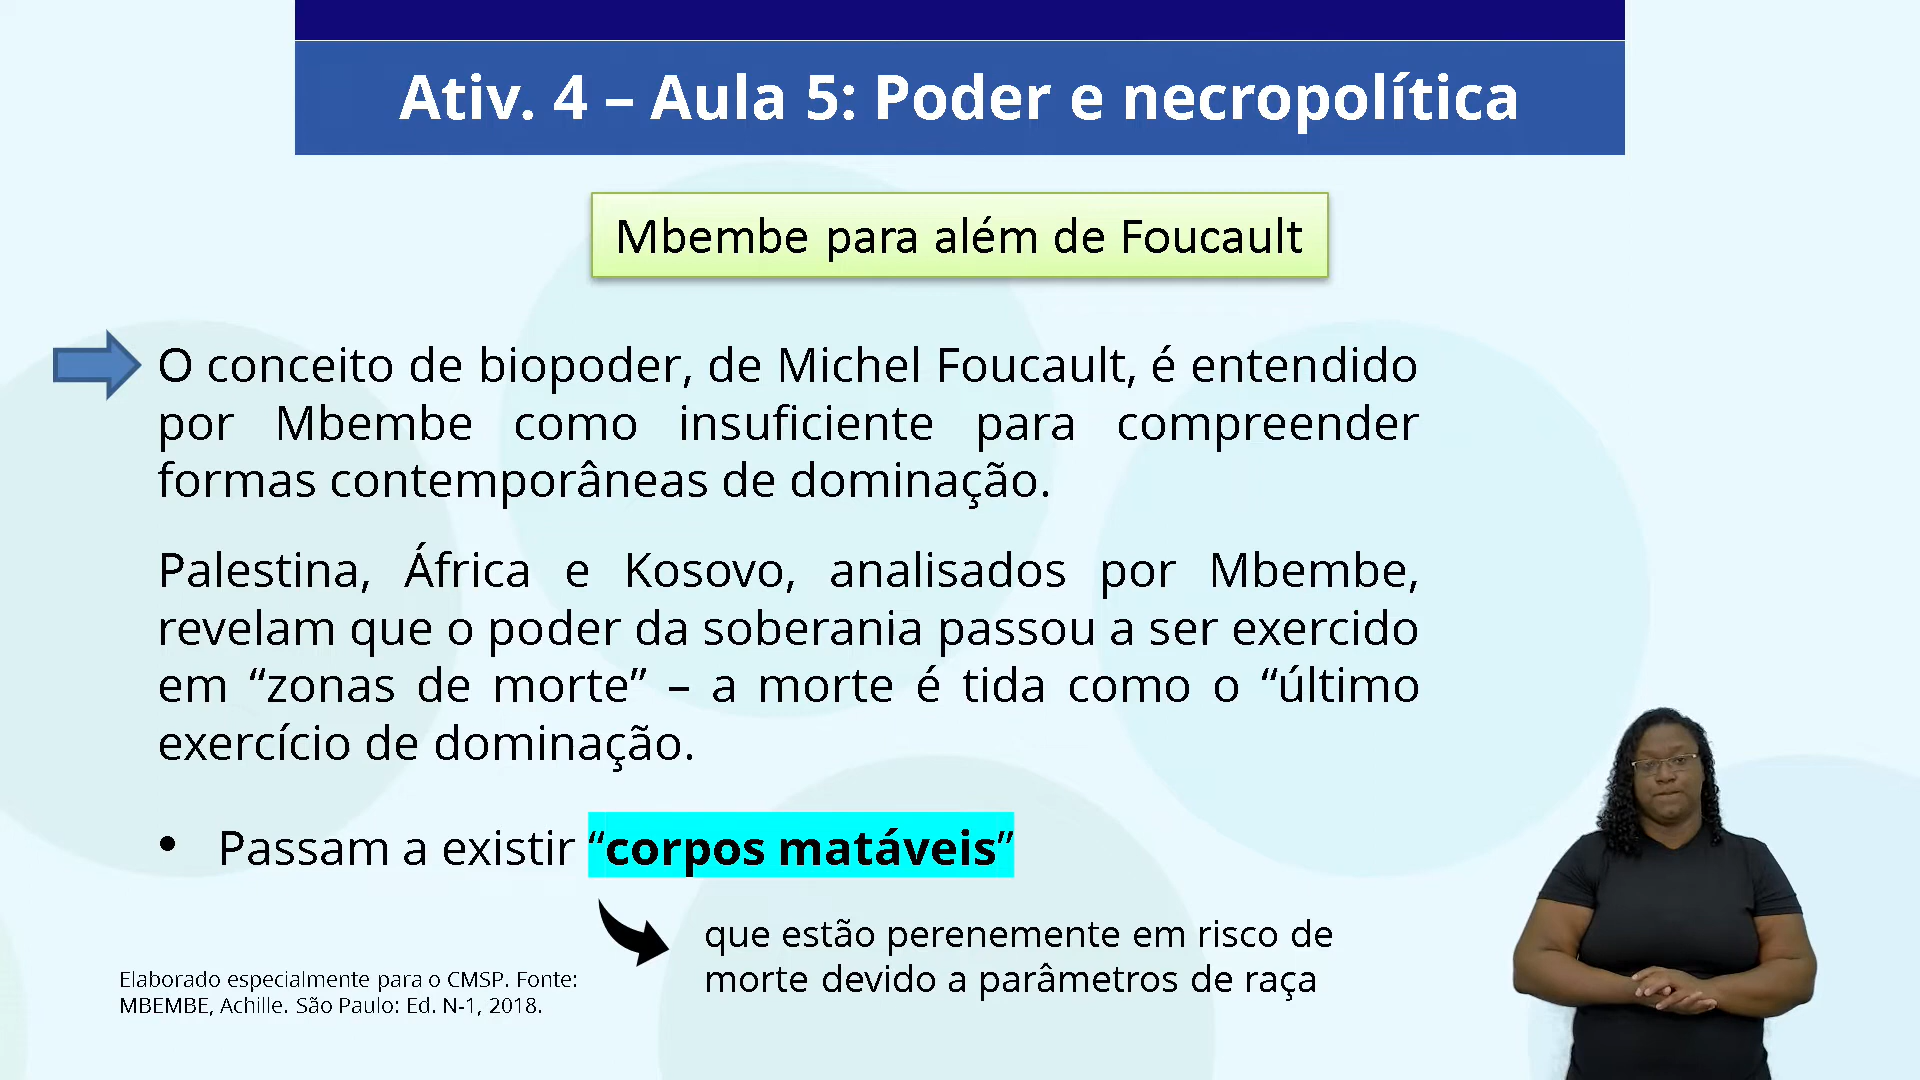 Ativ. 4 – Aula 5: Poder e necropolítica
Mbembe para além de Foucault
O conceito de biopoder, de Michel Foucault, é entendido
por Mbembe como insuficiente para compreender
formas contemporâneas de dominação.
Palestina, África e Kosovo, analisados por Mbembe,
revelam que o poder da soberania passou a ser exercido
em “zonas de morte” – a morte é tida como o “último
exercício de dominação.
• Passam a existir “corpos matáveis”
que estão perenemente em risco de
morte devido a parâmetros de raça
Elaborado especialmente para o CMSP. Fonte:
MBEMBE, Achille. São Paulo: Ed. N-1, 2018.